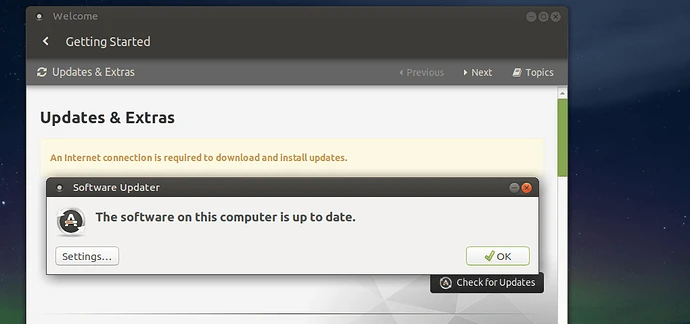 Welcome
Getting Started
Updates & Extras
Previous
Next
Topics
Updates & Extras
An Internet connection is required to download and install updates.
Software Updater
The software on this computer is up to date.
Settings...
OK
Check for Updates